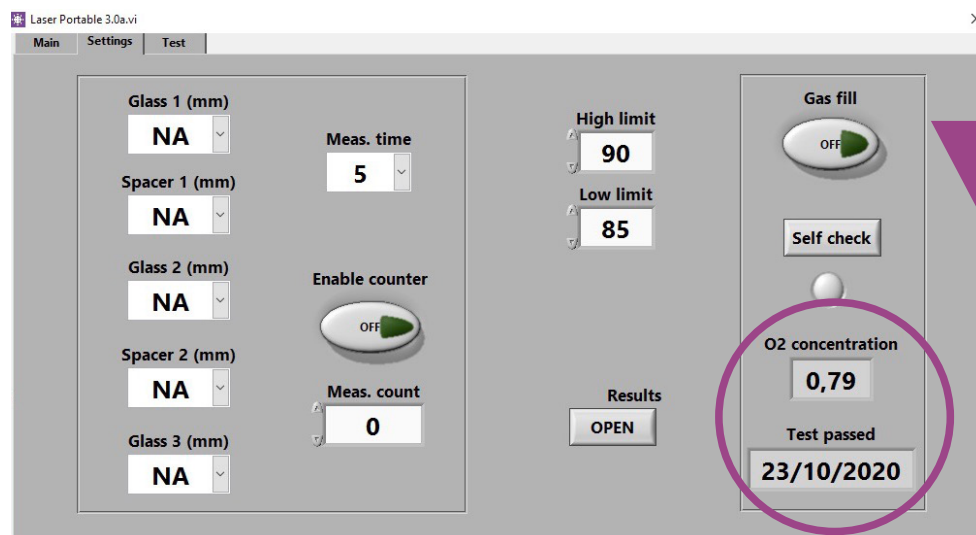 Laser Portable 3.0a.vi
Main Settings Test
Glass 1 (mm)
NA
Spacer 1 (mm)
NA
Glass 2 (mm)
NA
Spacer 2 (mm)
NA
Glass 3 (mm)
NA
Meas. time
5
Enable counter
OFF
Meas. count
0
High limit
90
Low limit
85
Results
OPEN
Gas fill
OFF
Self check
O2 concentration
0,79
Test passed
23/10/2020